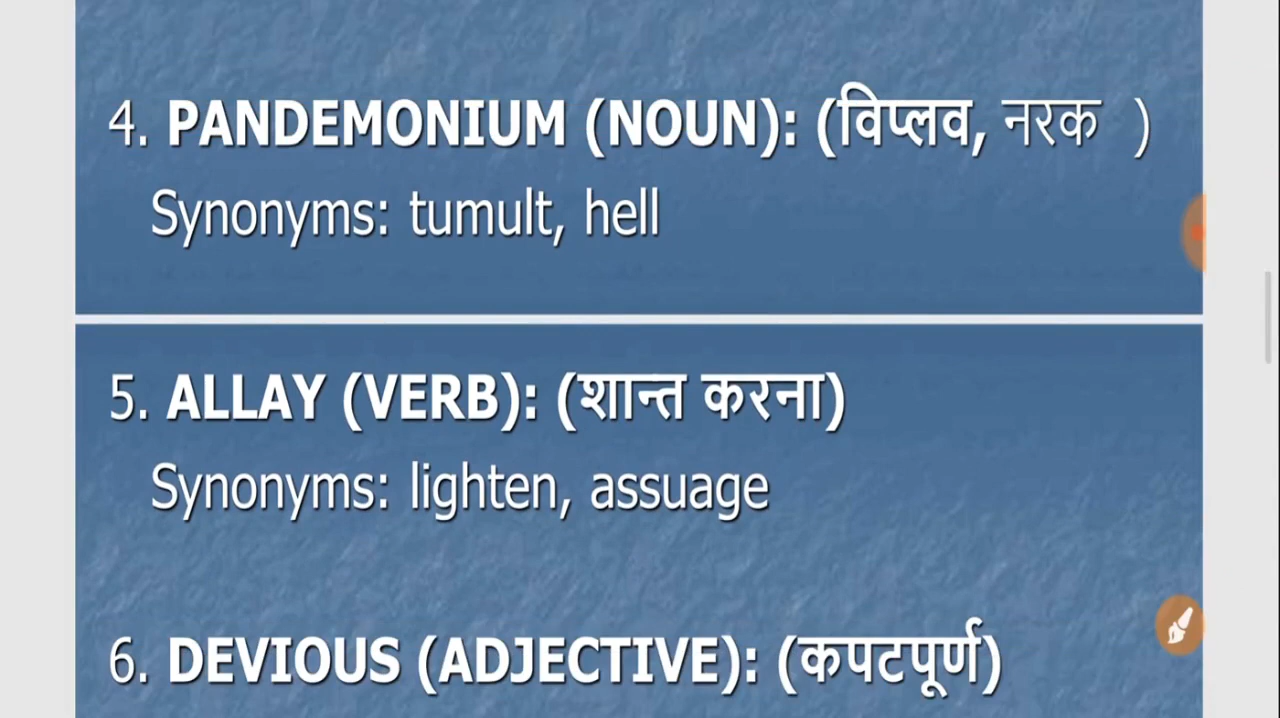 4. PANDEMONIUM (NOUN): (विप्लव, नरक )
Synonyms: tumult, hell
5. ALLAY (VERB): (शान्त करना)
Synonyms: lighten, assuage
6. DEVIOUS (ADJECTIVE): (कपटपूर्ण)